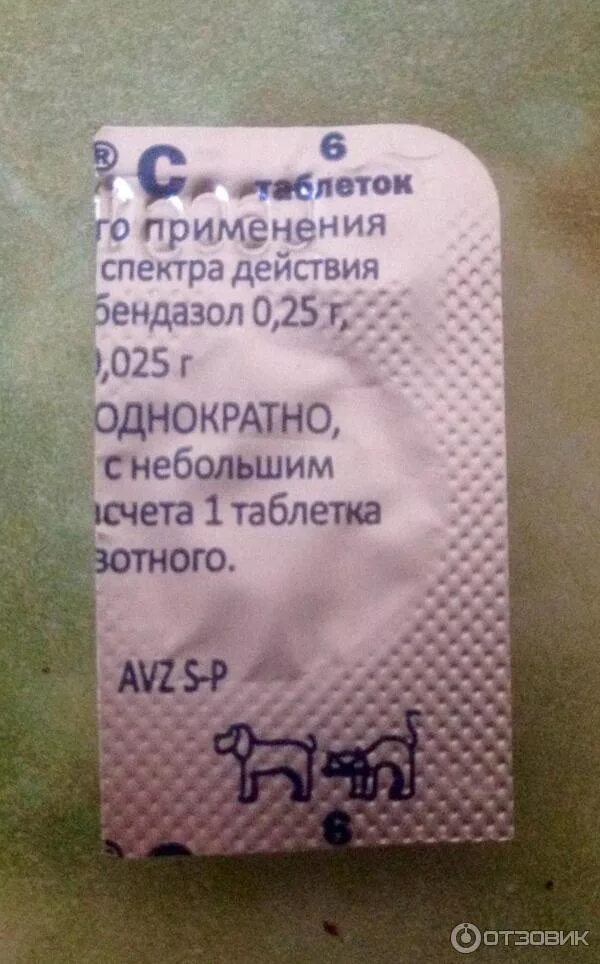 ® С
6
таблеток
го применения
спектра действия
бендазол 0,25 г,
0,025 г
ОДНОКРАТНО,
с небольшим
асчета 1 таблетка
вотного.
AVZ S-P
6
ОТЗОВИК